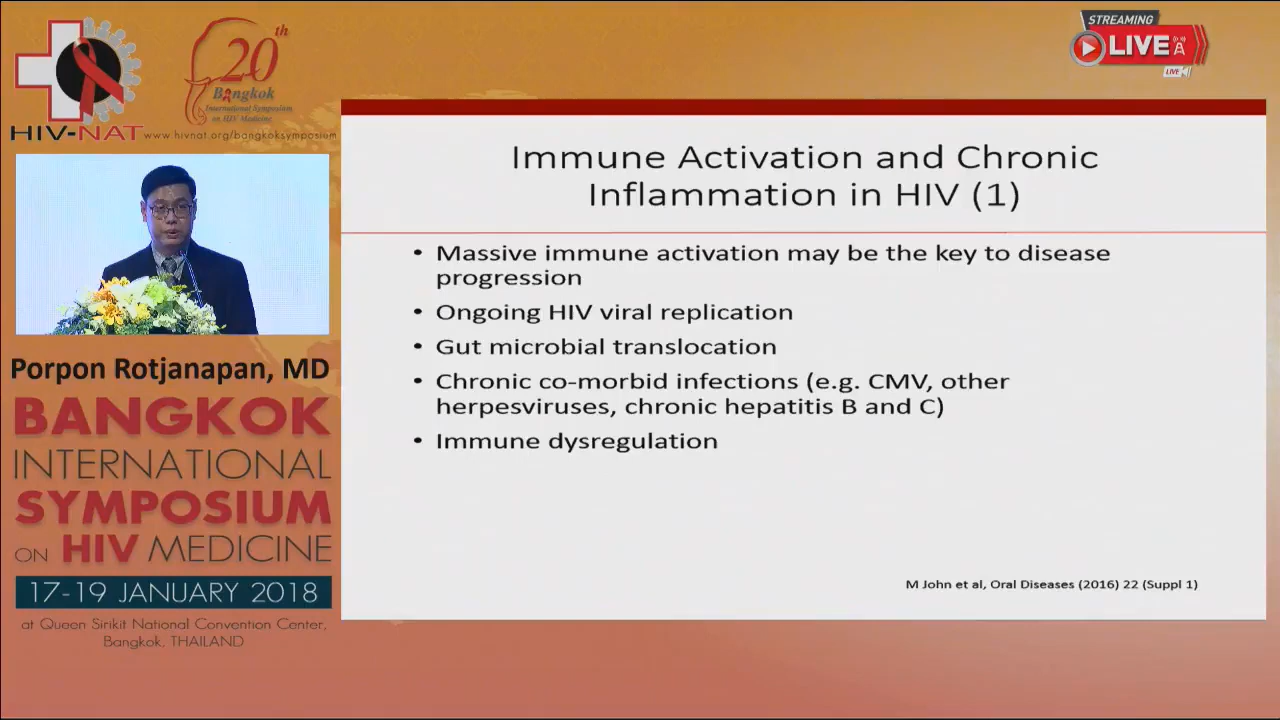 HIV-NAT
20th
Bangkok
International Symposium
on HIV Medicine
www.hivnat.org/bangkoksymposium
STREAMING
LIVE
LIVE
Immune Activation and Chronic
Inflammation in HIV (1)
• Massive immune activation may be the key to disease
progression
• Ongoing HIV viral replication
• Gut microbial translocation
• Chronic co-morbid infections (e.g. CMV, other
herpesviruses, chronic hepatitis B and C)
• Immune dysregulation
M John et al, Oral Diseases (2016) 22 (Suppl 1)
Porpon Rotjanapan, MD
BANGKOK
INTERNATIONAL
SYMPOSIUM
ON HIV MEDICINE
17-19 JANUARY 2018
at Queen Sirikit National Convention Center,
Bangkok, THAILAND